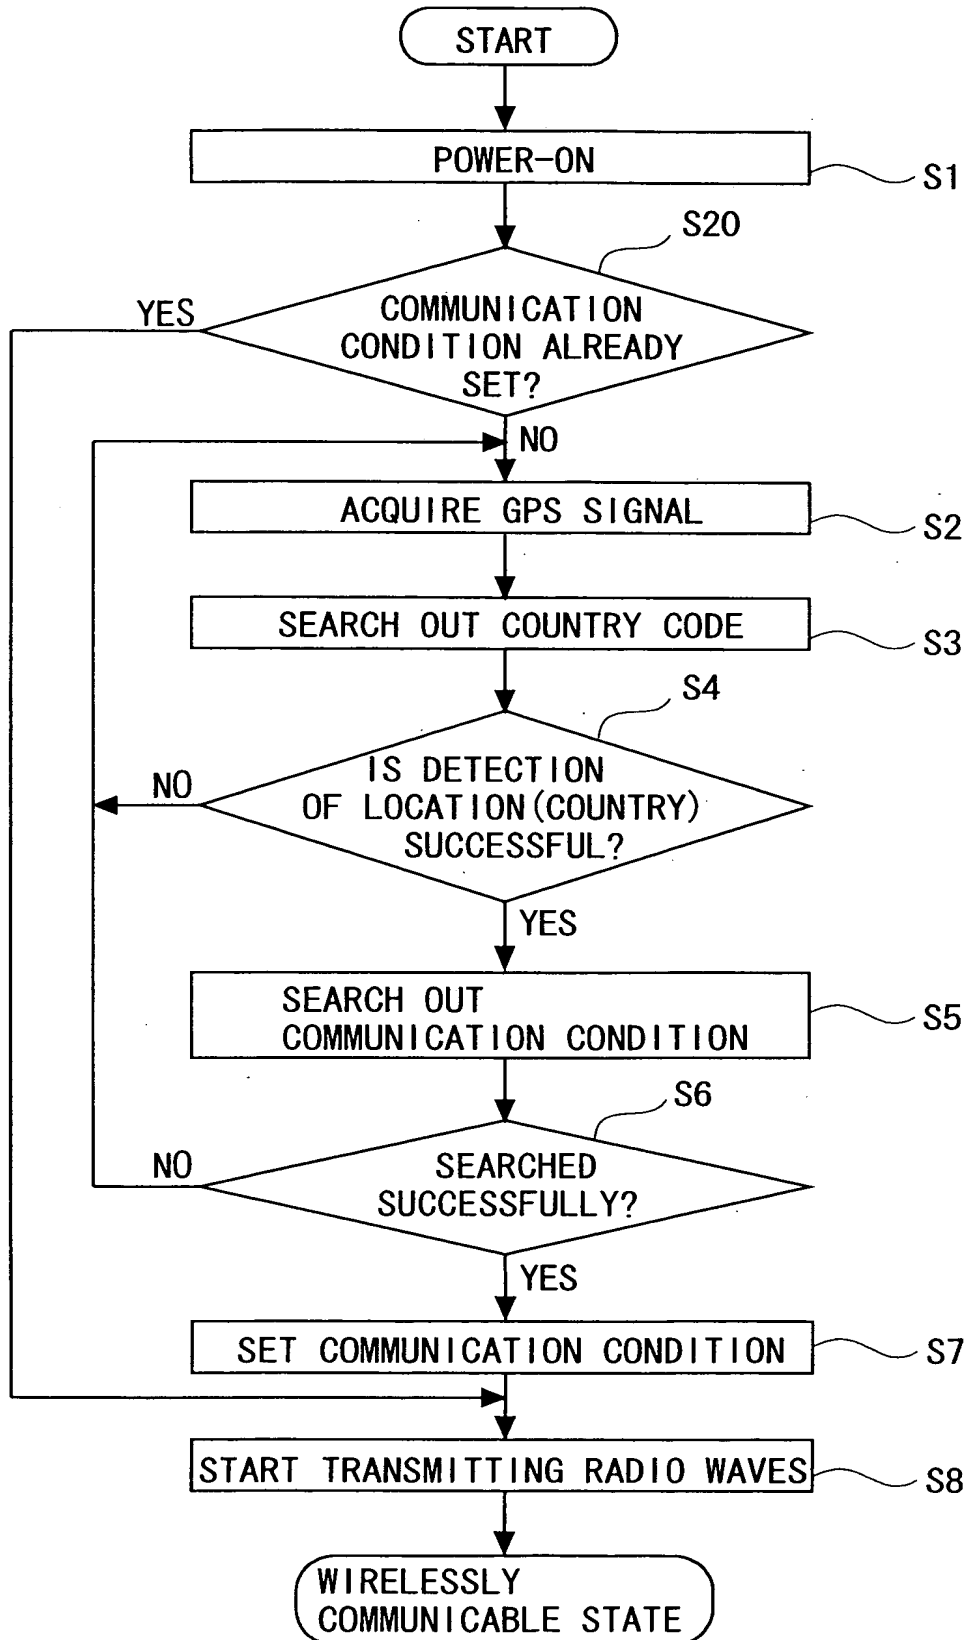 START
POWER-ON
S1
S20
YES
COMMUNICATION
CONDITION ALREADY
SET?
NO
ACQUIRE GPS SIGNAL
S2
SEARCH OUT COUNTRY CODE
S3
S4
NO
IS DETECTION
OF LOCATION(COUNTRY)
SUCCESSFUL?
YES
SEARCH OUT
COMMUNICATION CONDITION
S5
S6
NO
SEARCHED
SUCCESSFULLY?
YES
SET COMMUNICATION CONDITION
S7
START TRANSMITTING RADIO WAVES
S8
WIRELESSLY
COMMUNICABLE STATE